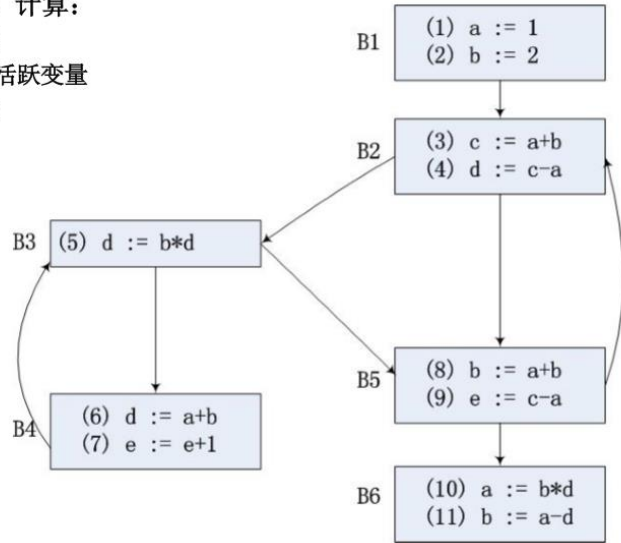 计算:
活跃变量
B1
(1) a := 1
(2) b := 2
B2
(3) c := a+b
(4) d := c-a
B3
(5) d := b*d
B4
(6) d := a+b
(7) e := e+1
B5
(8) b := a+b
(9) e := c-a
B6
(10) a := b*d
(11) b := a-d